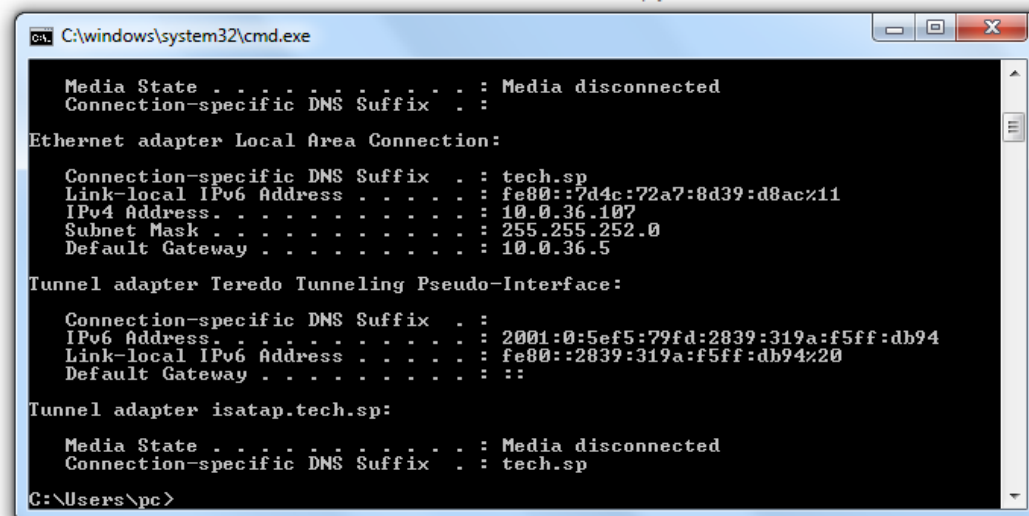 C:\windows\system32\cmd.exe
Media State . . . . . . . . . . . : Media disconnected
Connection-specific DNS Suffix  . :
Ethernet adapter Local Area Connection:
Connection-specific DNS Suffix  . : tech.sp
Link-local IPv6 Address . . . . . : fe80::7d4c:72a7:8d39:d8ac%11
IPv4 Address. . . . . . . . . . . : 10.0.36.107
Subnet Mask . . . . . . . . . . . : 255.255.252.0
Default Gateway . . . . . . . . . : 10.0.36.5
Tunnel adapter Teredo Tunneling Pseudo-Interface:
Connection-specific DNS Suffix  . :
IPv6 Address. . . . . . . . . . . : 2001:0:5ef5:79fd:2839:319a:f5ff:db94
Link-local IPv6 Address . . . . . : fe80::2839:319a:f5ff:db94%20
Default Gateway . . . . . . . . . : ::
Tunnel adapter isatap.tech.sp:
Media State . . . . . . . . . . . : Media disconnected
Connection-specific DNS Suffix  . : tech.sp
C:\Users\pc>